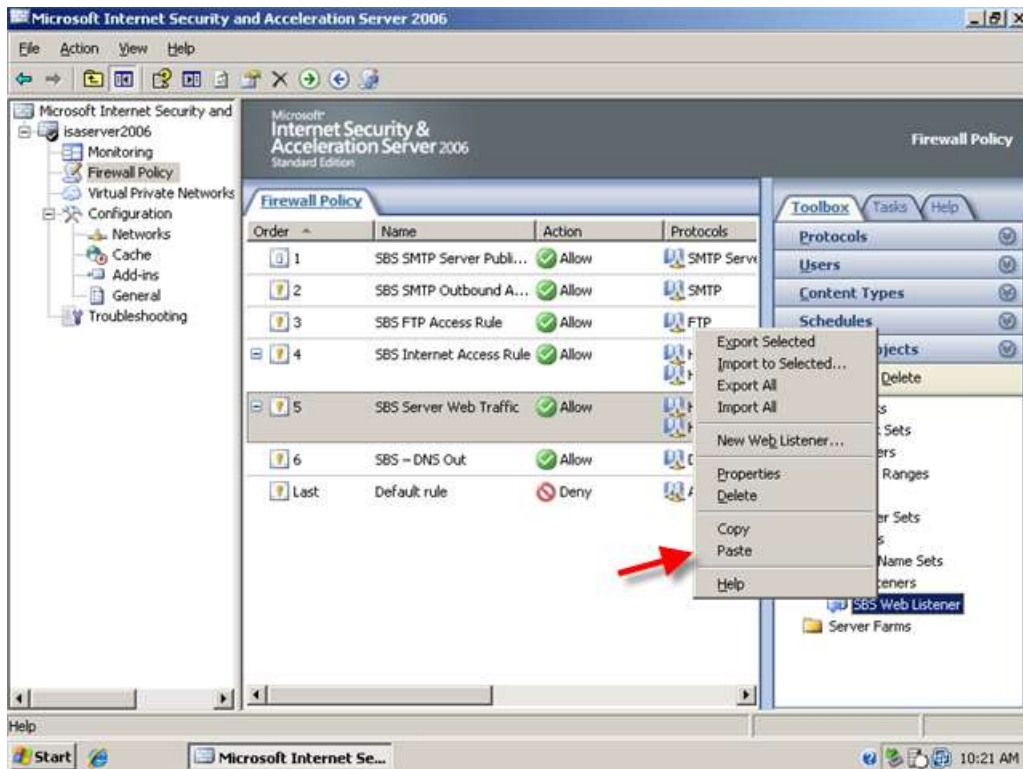 Microsoft Internet Security and Acceleration Server 2006
File Action View Help
Microsoft Internet Security and
isaserver2006
Monitoring
Firewall Policy
Virtual Private Networks
Configuration
Networks
Cache
Add-ins
General
Troubleshooting
Microsoft
Internet Security &
Acceleration Server 2006
Standard Edition
Firewall Policy
Firewall Policy
Order Name Action Protocols
1 SBS SMTP Server Publi... Allow SMTP Serve
2 SBS SMTP Outbound A... Allow SMTP
3 SBS FTP Access Rule Allow FTP
4 SBS Internet Access Rule Allow H
H
5 SBS Server Web Traffic Allow H
H
6 SBS – DNS Out Allow D
Last Default rule Deny A
Export Selected
Import to Selected...
Export All
Import All
New Web Listener...
Properties
Delete
Copy
Paste
Help
Toolbox Tasks Help
Protocols
Users
Content Types
Schedules
jects
Delete
s
Sets
ers
Ranges
er Sets
s
Name Sets
teners
SBS Web Listener
Server Farms
Help
Start
Microsoft Internet Se...
10:21 AM